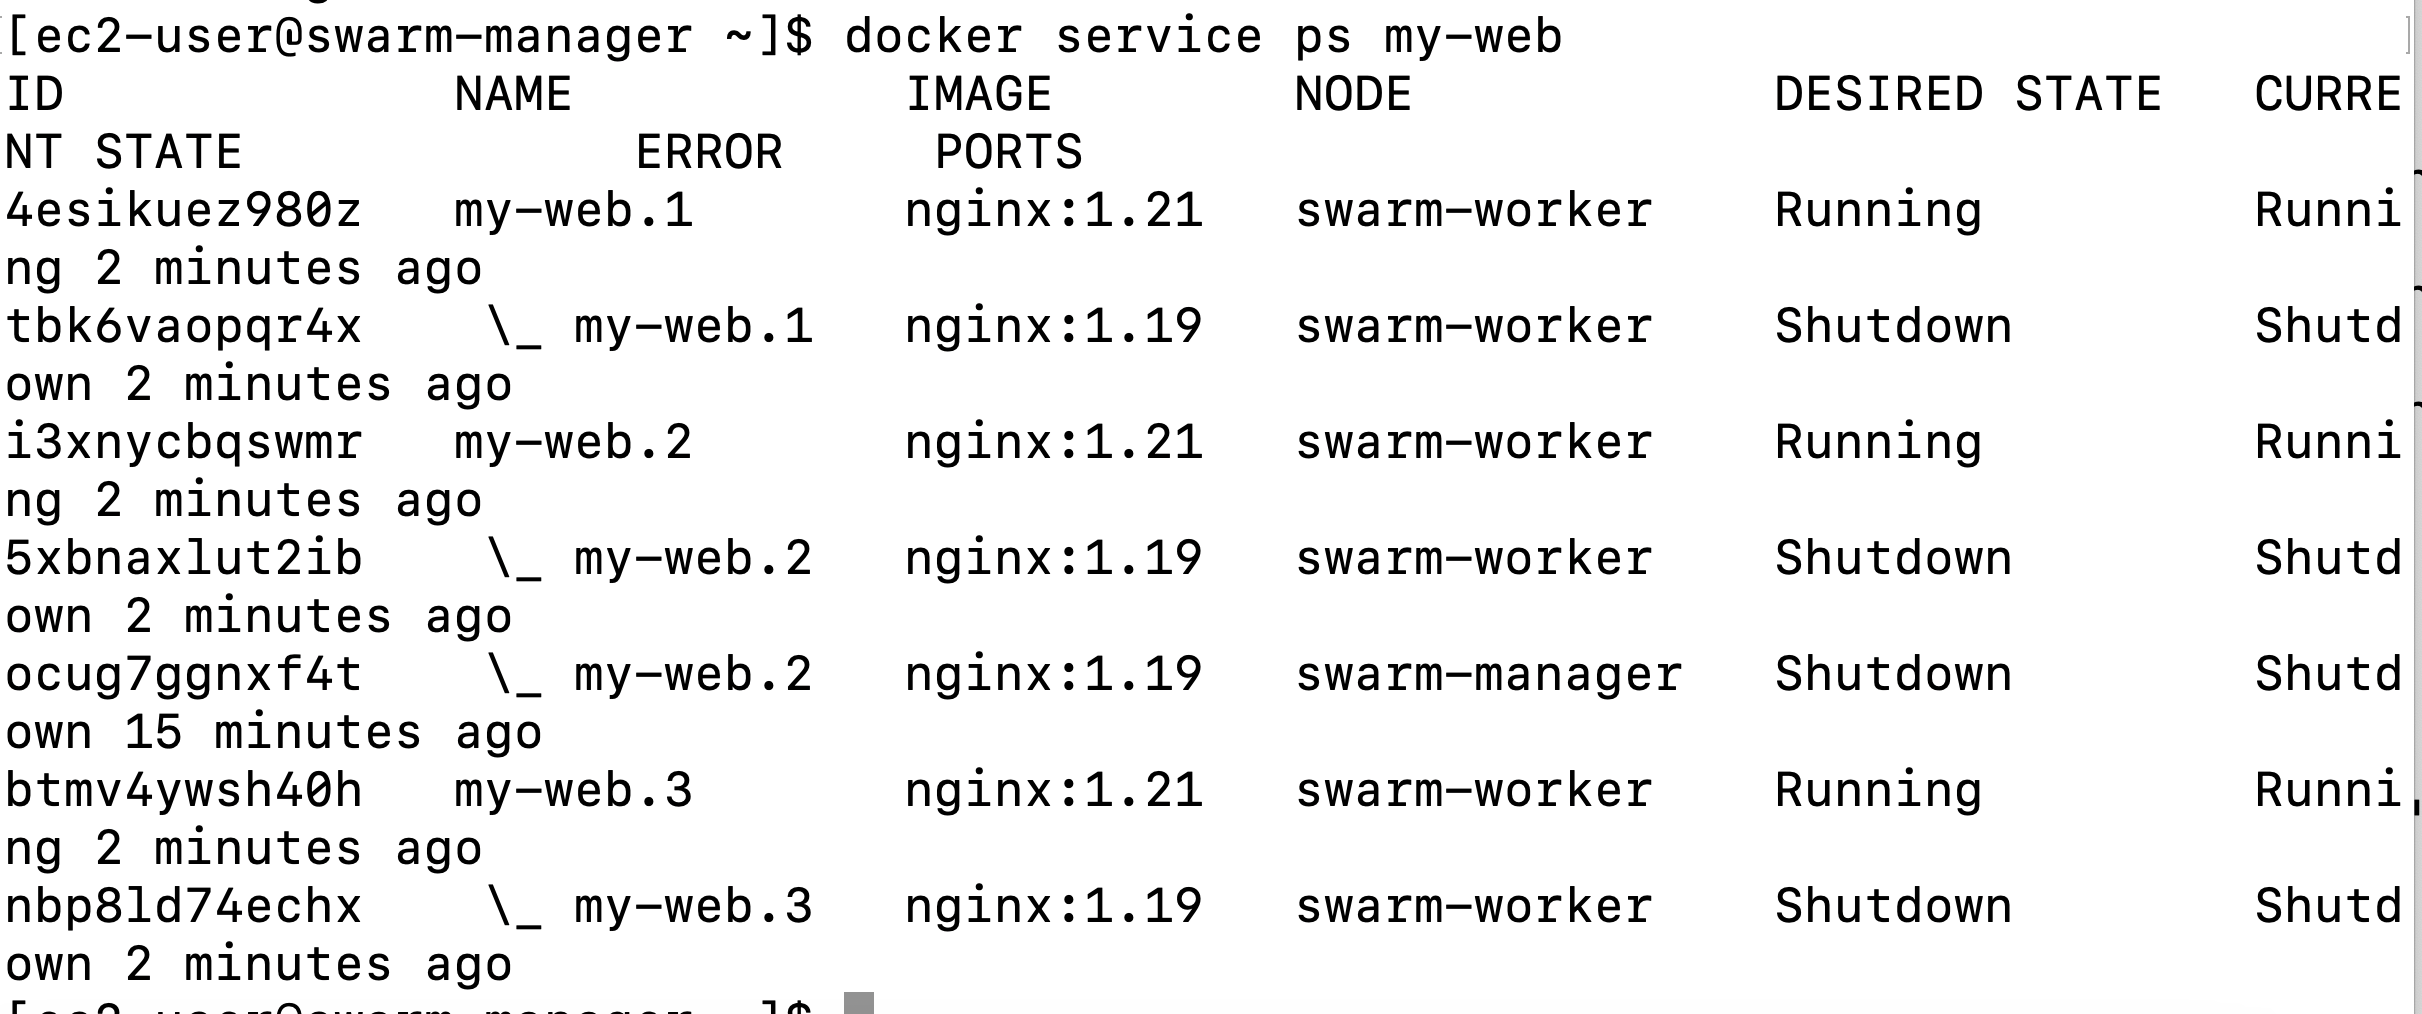 [ec2-user@swarm-manager ~]$ docker service ps my-web
ID             NAME           IMAGE        NODE            DESIRED STATE   CURRE
NT STATE             ERROR     PORTS
4esikuez980z   my-web.1       nginx:1.21   swarm-worker    Running         Runni
ng 2 minutes ago
tbk6vaopqr4x    \_ my-web.1   nginx:1.19   swarm-worker    Shutdown        Shutd
own 2 minutes ago
i3xnycbqswmr   my-web.2       nginx:1.21   swarm-worker    Running         Runni
ng 2 minutes ago
5xbnaxlut2ib    \_ my-web.2   nginx:1.19   swarm-worker    Shutdown        Shutd
own 2 minutes ago
ocug7ggnxf4t    \_ my-web.2   nginx:1.19   swarm-manager   Shutdown        Shutd
own 15 minutes ago
btmv4ywsh40h   my-web.3       nginx:1.21   swarm-worker    Running         Runni
ng 2 minutes ago
nbp8ld74echx    \_ my-web.3   nginx:1.19   swarm-worker    Shutdown        Shutd
own 2 minutes ago
[ec2-user@swarm-manager ~]$